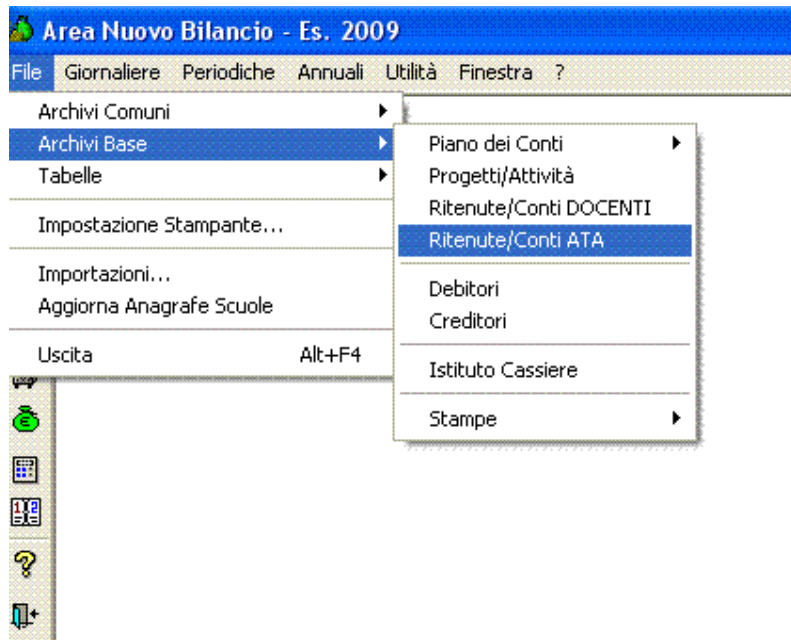 Area Nuovo Bilancio - Es. 2009
File Giornaliere Periodiche Annuali Utilità Finestra ?
Archivi Comuni
Archivi Base
Tabelle
Impostazione Stampante...
Importazioni...
Aggiorna Anagrafe Scuole
Uscita Alt+F4
Piano dei Conti
Progetti/Attività
Ritenute/Conti DOCENTI
Ritenute/Conti ATA
Debitori
Creditori
Istituto Cassiere
Stampe